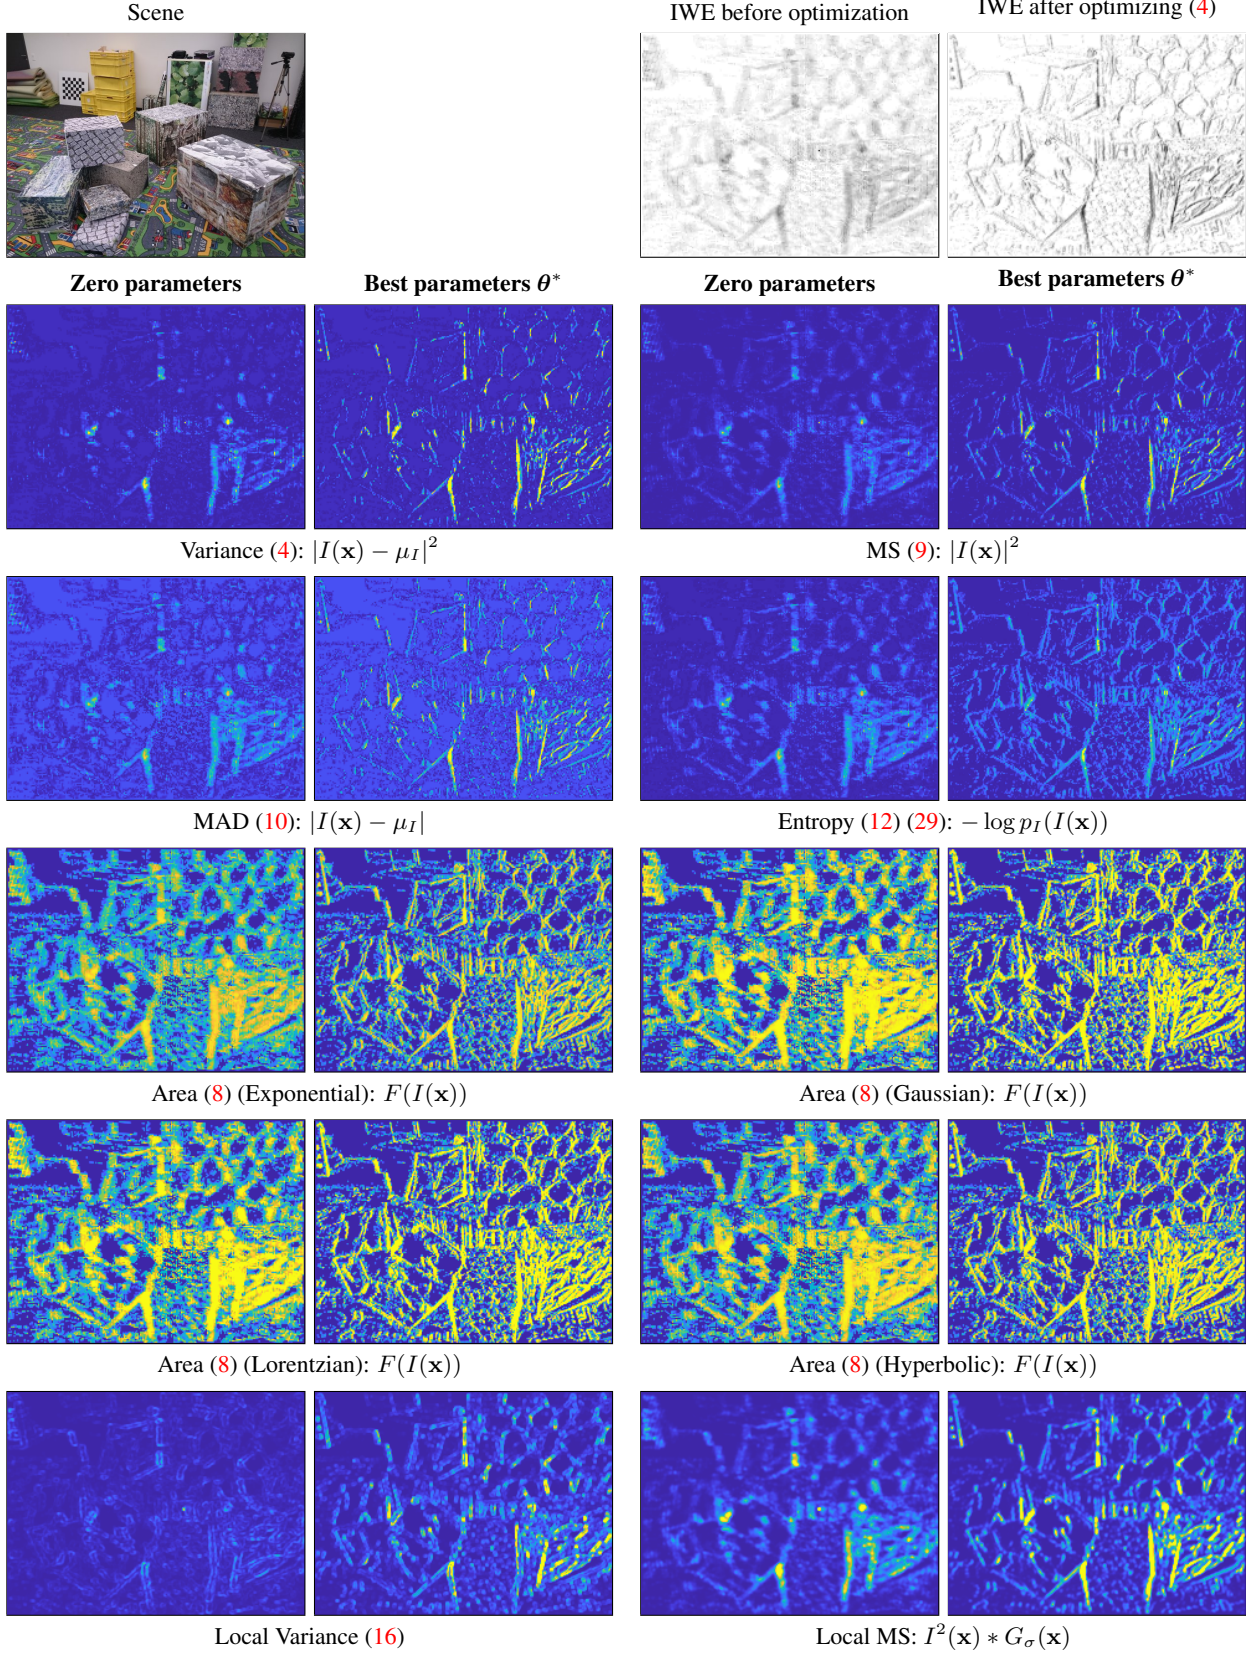 Scene
IWE before optimization
IWE after optimizing (4)
Zero parameters
Best parameters θ*
Zero parameters
Best parameters θ*
Variance (4): |I(x) − μ_I|²
MS (9): |I(x)|²
MAD (10): |I(x) − μ_I|
Entropy (12) (29): − log p_I(I(x))
Area (8) (Exponential): F(I(x))
Area (8) (Gaussian): F(I(x))
Area (8) (Lorentzian): F(I(x))
Area (8) (Hyperbolic): F(I(x))
Local Variance (16)
Local MS: I²(x) ∗ G_σ(x)